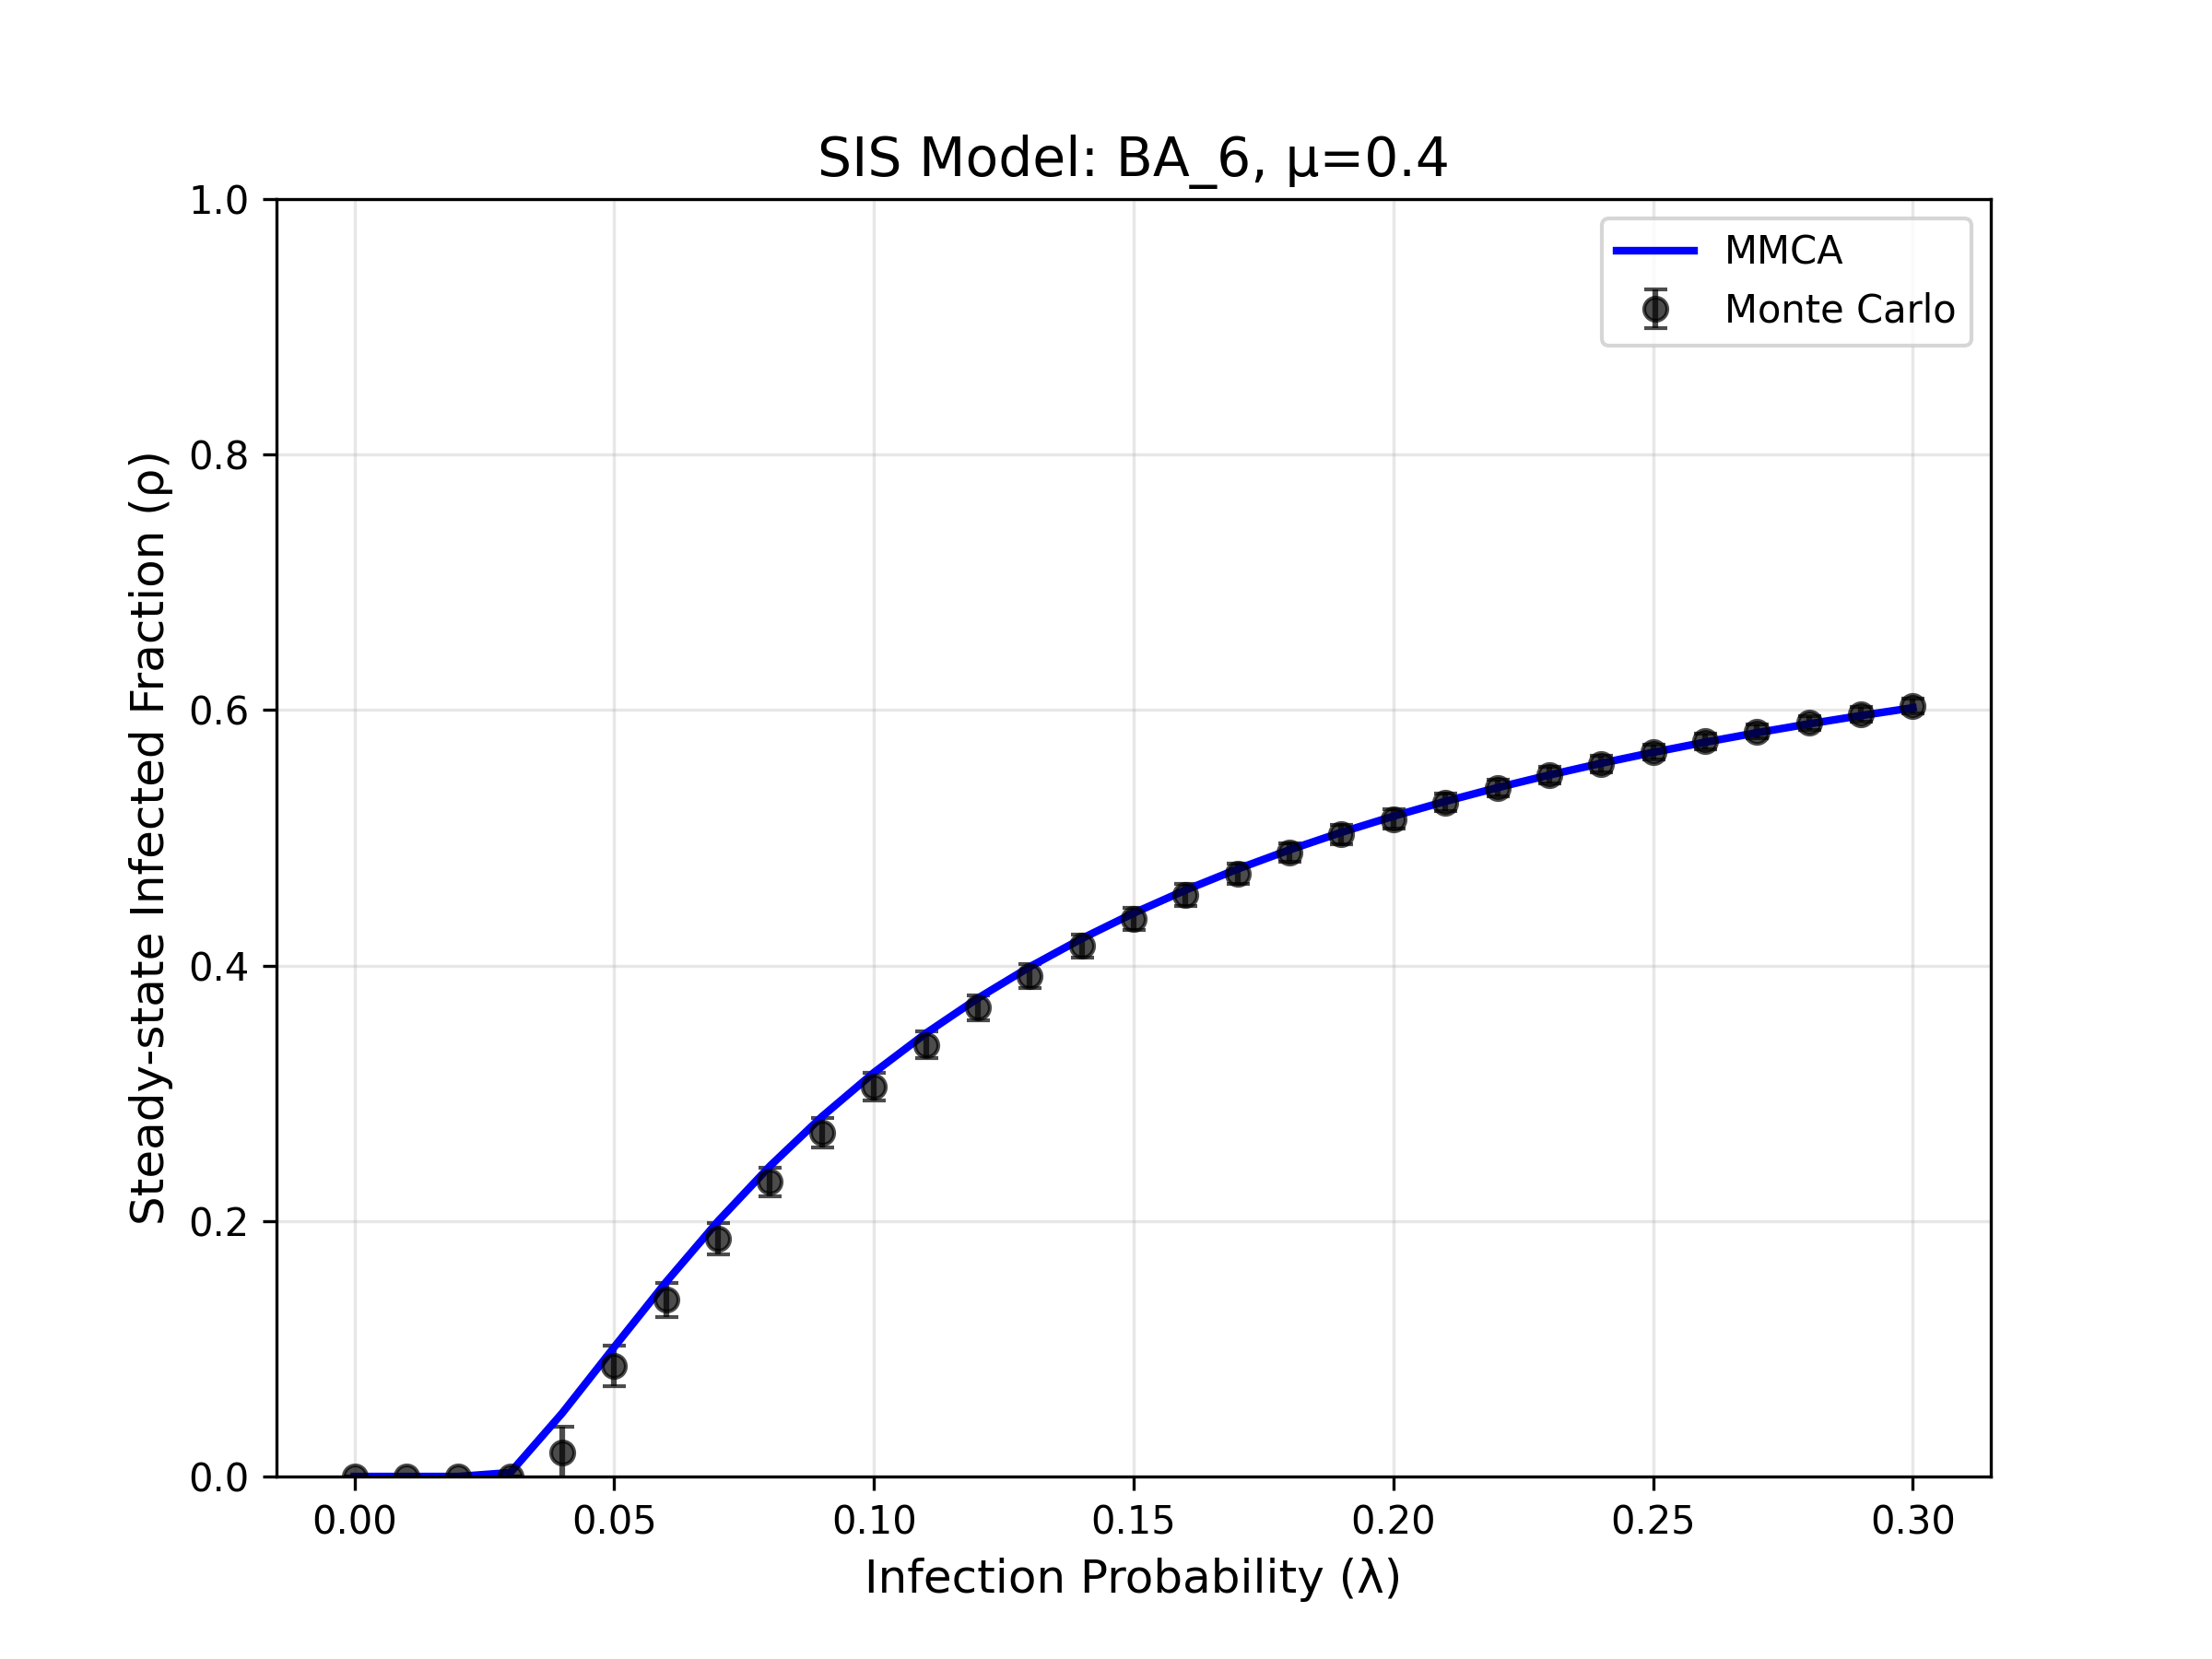 SIS Model: BA_6, μ=0.4
MMCA
Monte Carlo
Steady-state Infected Fraction (ρ)
1.0
0.8
0.6
0.4
0.2
0.0
0.00 0.05 0.10 0.15 0.20 0.25 0.30
Infection Probability (λ)